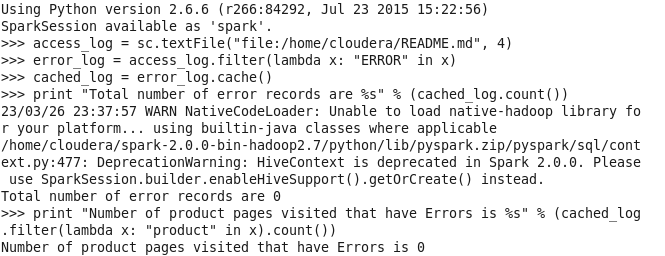 Using Python version 2.6.6 (r266:84292, Jul 23 2015 15:22:56)
SparkSession available as 'spark'.
>>> access_log = sc.textFile("file:/home/cloudera/README.md", 4)
>>> error_log = access_log.filter(lambda x: "ERROR" in x)
>>> cached_log = error_log.cache()
>>> print "Total number of error records are %s" % (cached_log.count())
23/03/26 23:37:57 WARN NativeCodeLoader: Unable to load native-hadoop library fo
r your platform... using builtin-java classes where applicable
/home/cloudera/spark-2.0.0-bin-hadoop2.7/python/lib/pyspark.zip/pyspark/sql/cont
ext.py:477: DeprecationWarning: HiveContext is deprecated in Spark 2.0.0. Please
 use SparkSession.builder.enableHiveSupport().getOrCreate() instead.
Total number of error records are 0
>>> print "Number of product pages visited that have Errors is %s" % (cached_log
.filter(lambda x: "product" in x).count())
Number of product pages visited that have Errors is 0